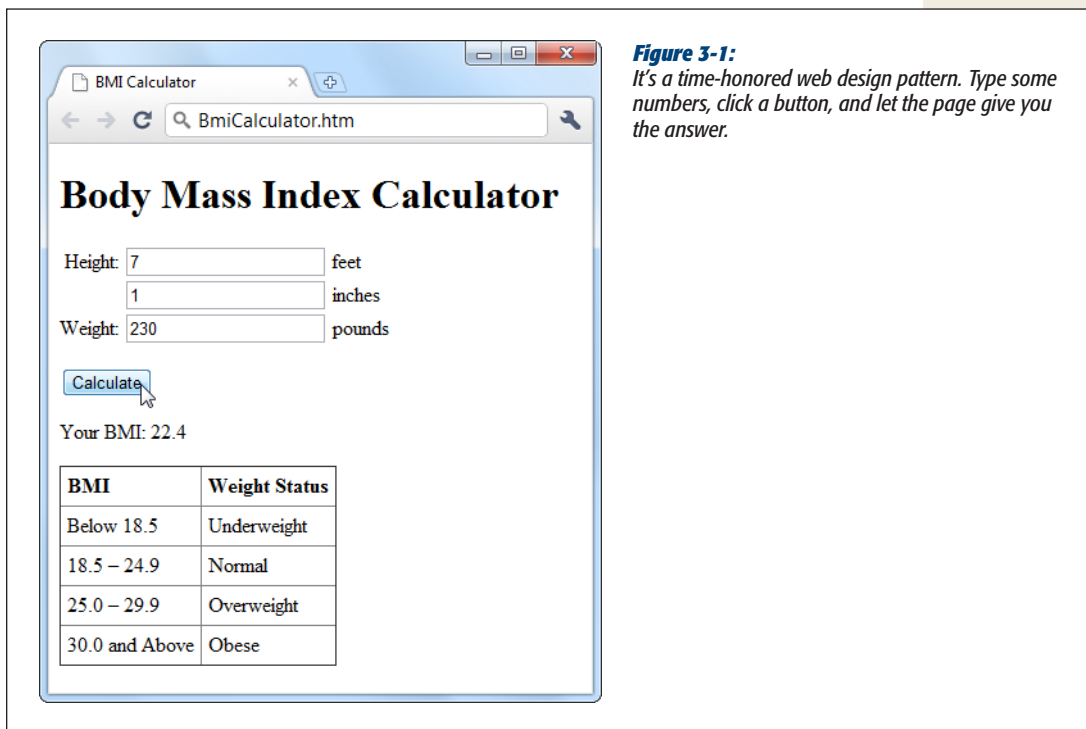 BMI Calculator
BmiCalculator.htm
Body Mass Index Calculator
Height: 7 feet
1 inches
Weight: 230 pounds
Calculate
Your BMI: 22.4
BMI Weight Status
Below 18.5 Underweight
18.5 – 24.9 Normal
25.0 – 29.9 Overweight
30.0 and Above Obese
Figure 3-1:
It's a time-honored web design pattern. Type some
numbers, click a button, and let the page give you
the answer.